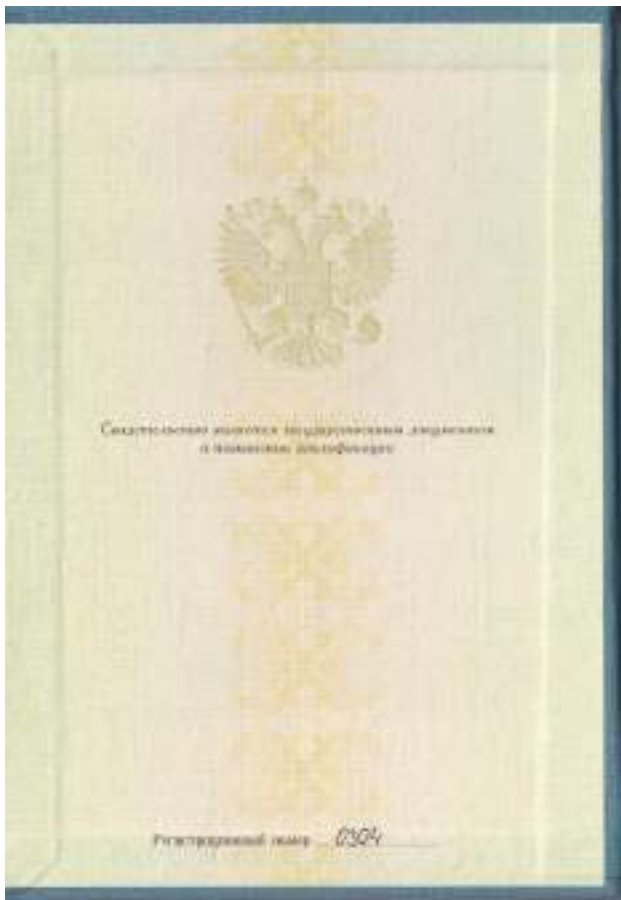 Свидетельство является государственным документом
о повышении квалификации
Регистрационный номер 0304